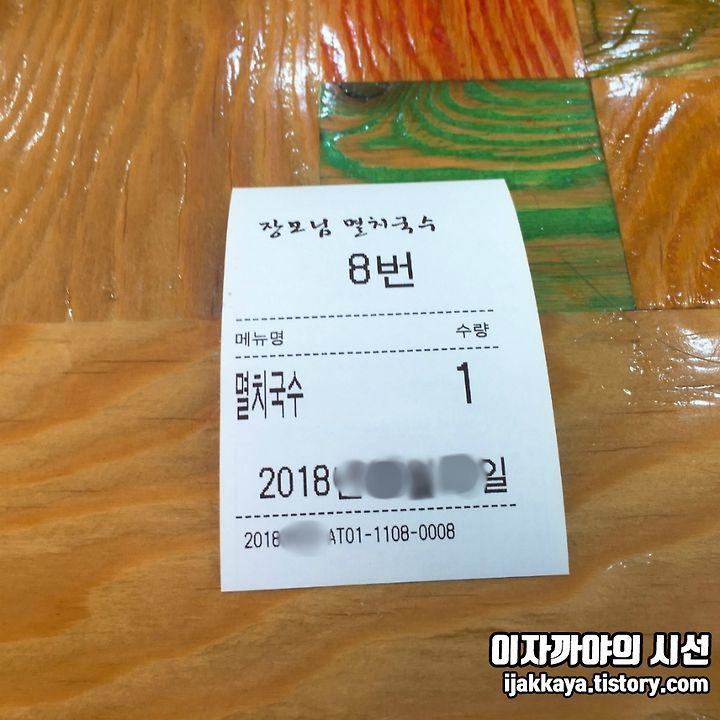 장모님 멸치국수
8번
메뉴명 수량
멸치국수 1
2018 일
2018 AT01-1108-0008
이자까야의 시선
ijakkaya.tistory.com